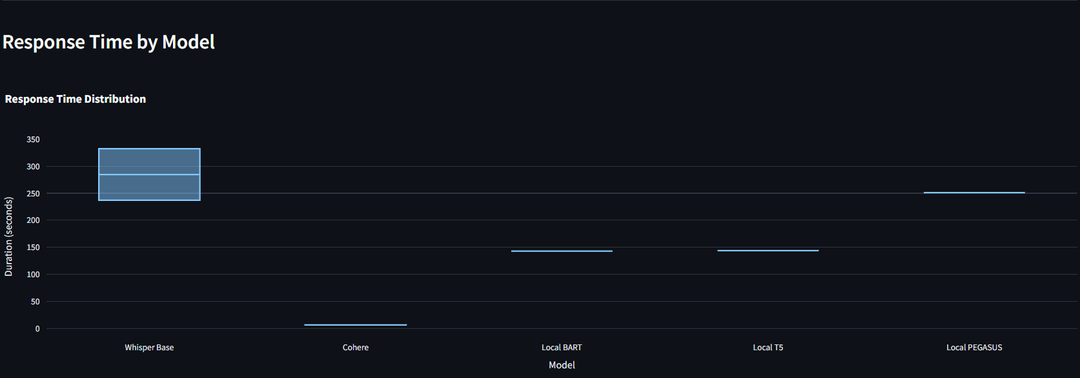 Response Time by Model
Response Time Distribution
Duration (seconds)
350
300
250
200
150
100
50
0
Whisper Base
Cohere
Local BART
Local T5
Local PEGASUS
Model